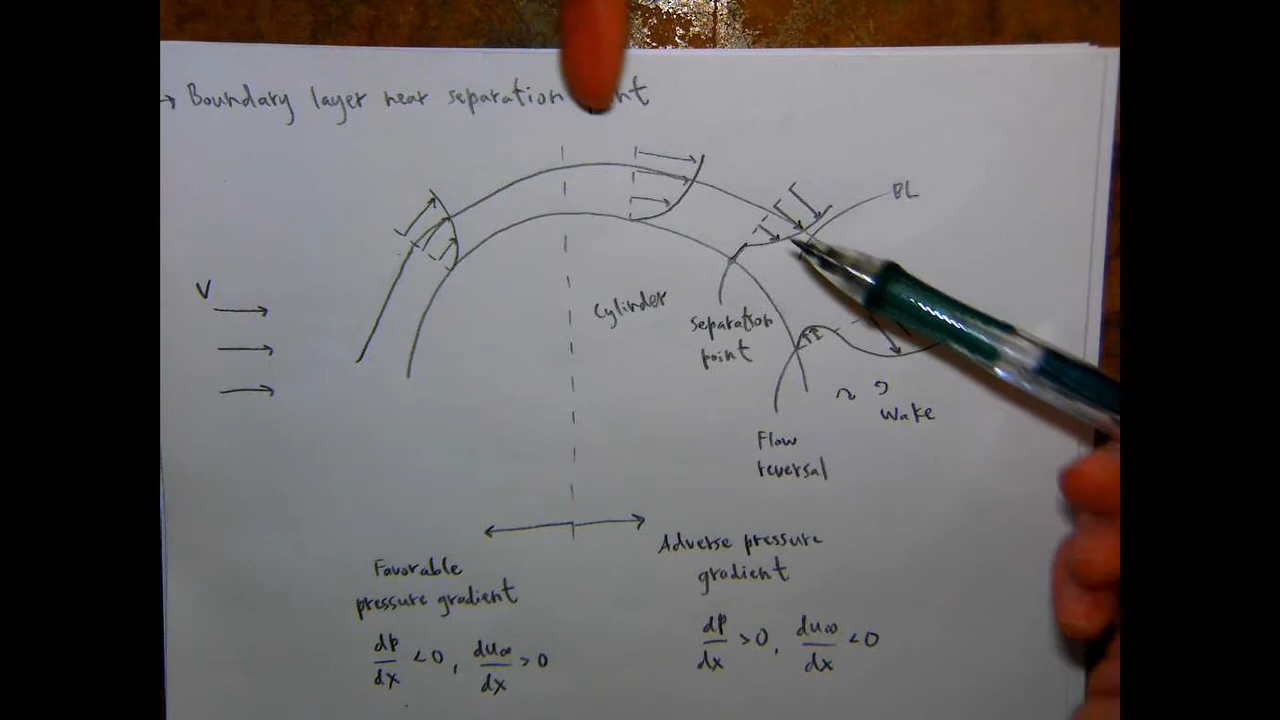 → Boundary layer near separation
BL
V
Cylinder
separation
point
wake
Flow
reversal
Adverse pressure
gradient
Favorable
pressure gradient
dp/dx > 0, du∞/dx < 0
dp/dx < 0, du∞/dx > 0